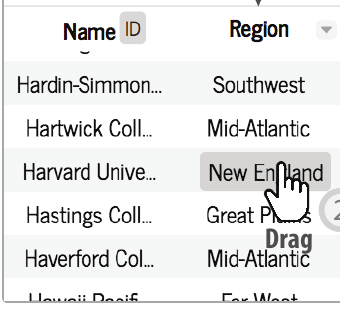 Name ID Region
Hardin-Simmon... Southwest
Hartwick Coll... Mid-Atlantic
Harvard Unive... New England
Hastings Coll... Great Plains
2
Drag
Haverford Col... Mid-Atlantic
Hawaii Pacifi... Far West